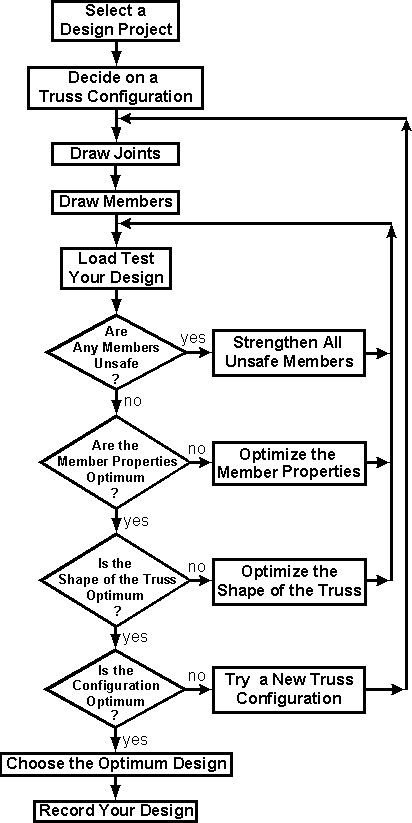 Select a
Design Project
Decide on a
Truss Configuration
Draw Joints
Draw Members
Load Test
Your Design
Are
Any Members
Unsafe
?
yes
Strengthen All
Unsafe Members
no
Are the
Member Properties
Optimum
?
no
Optimize the
Member Properties
yes
Is the
Shape of the Truss
Optimum
?
no
Optimize the
Shape of the Truss
yes
Is the
Configuration
Optimum
?
no
Try a New Truss
Configuration
yes
Choose the Optimum Design
Record Your Design